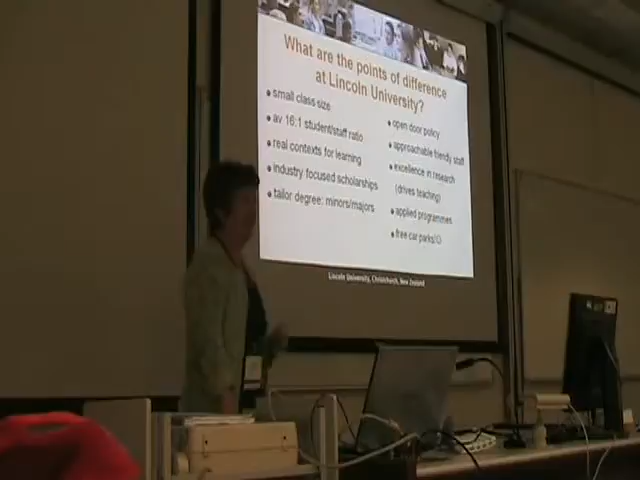 What are the points of difference
at Lincoln University?
• small class size
• av 16:1 student/staff ratio
• real contexts for learning
• industry focused scholarships
• tailor degree: minors/majors
• open door policy
• approachable friendly staff
• excellence in research
(drives teaching)
• applied programmes
• free car parks!☺
Lincoln University, Christchurch, New Zealand